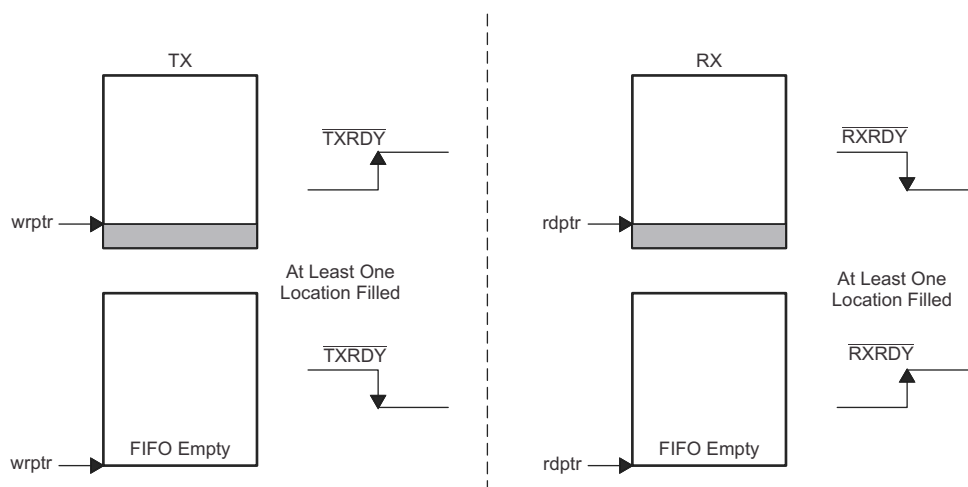 TX
TXRDY
wrptr
At Least One
Location Filled
TXRDY
FIFO Empty
wrptr
RX
RXRDY
rdptr
At Least One
Location Filled
RXRDY
FIFO Empty
rdptr